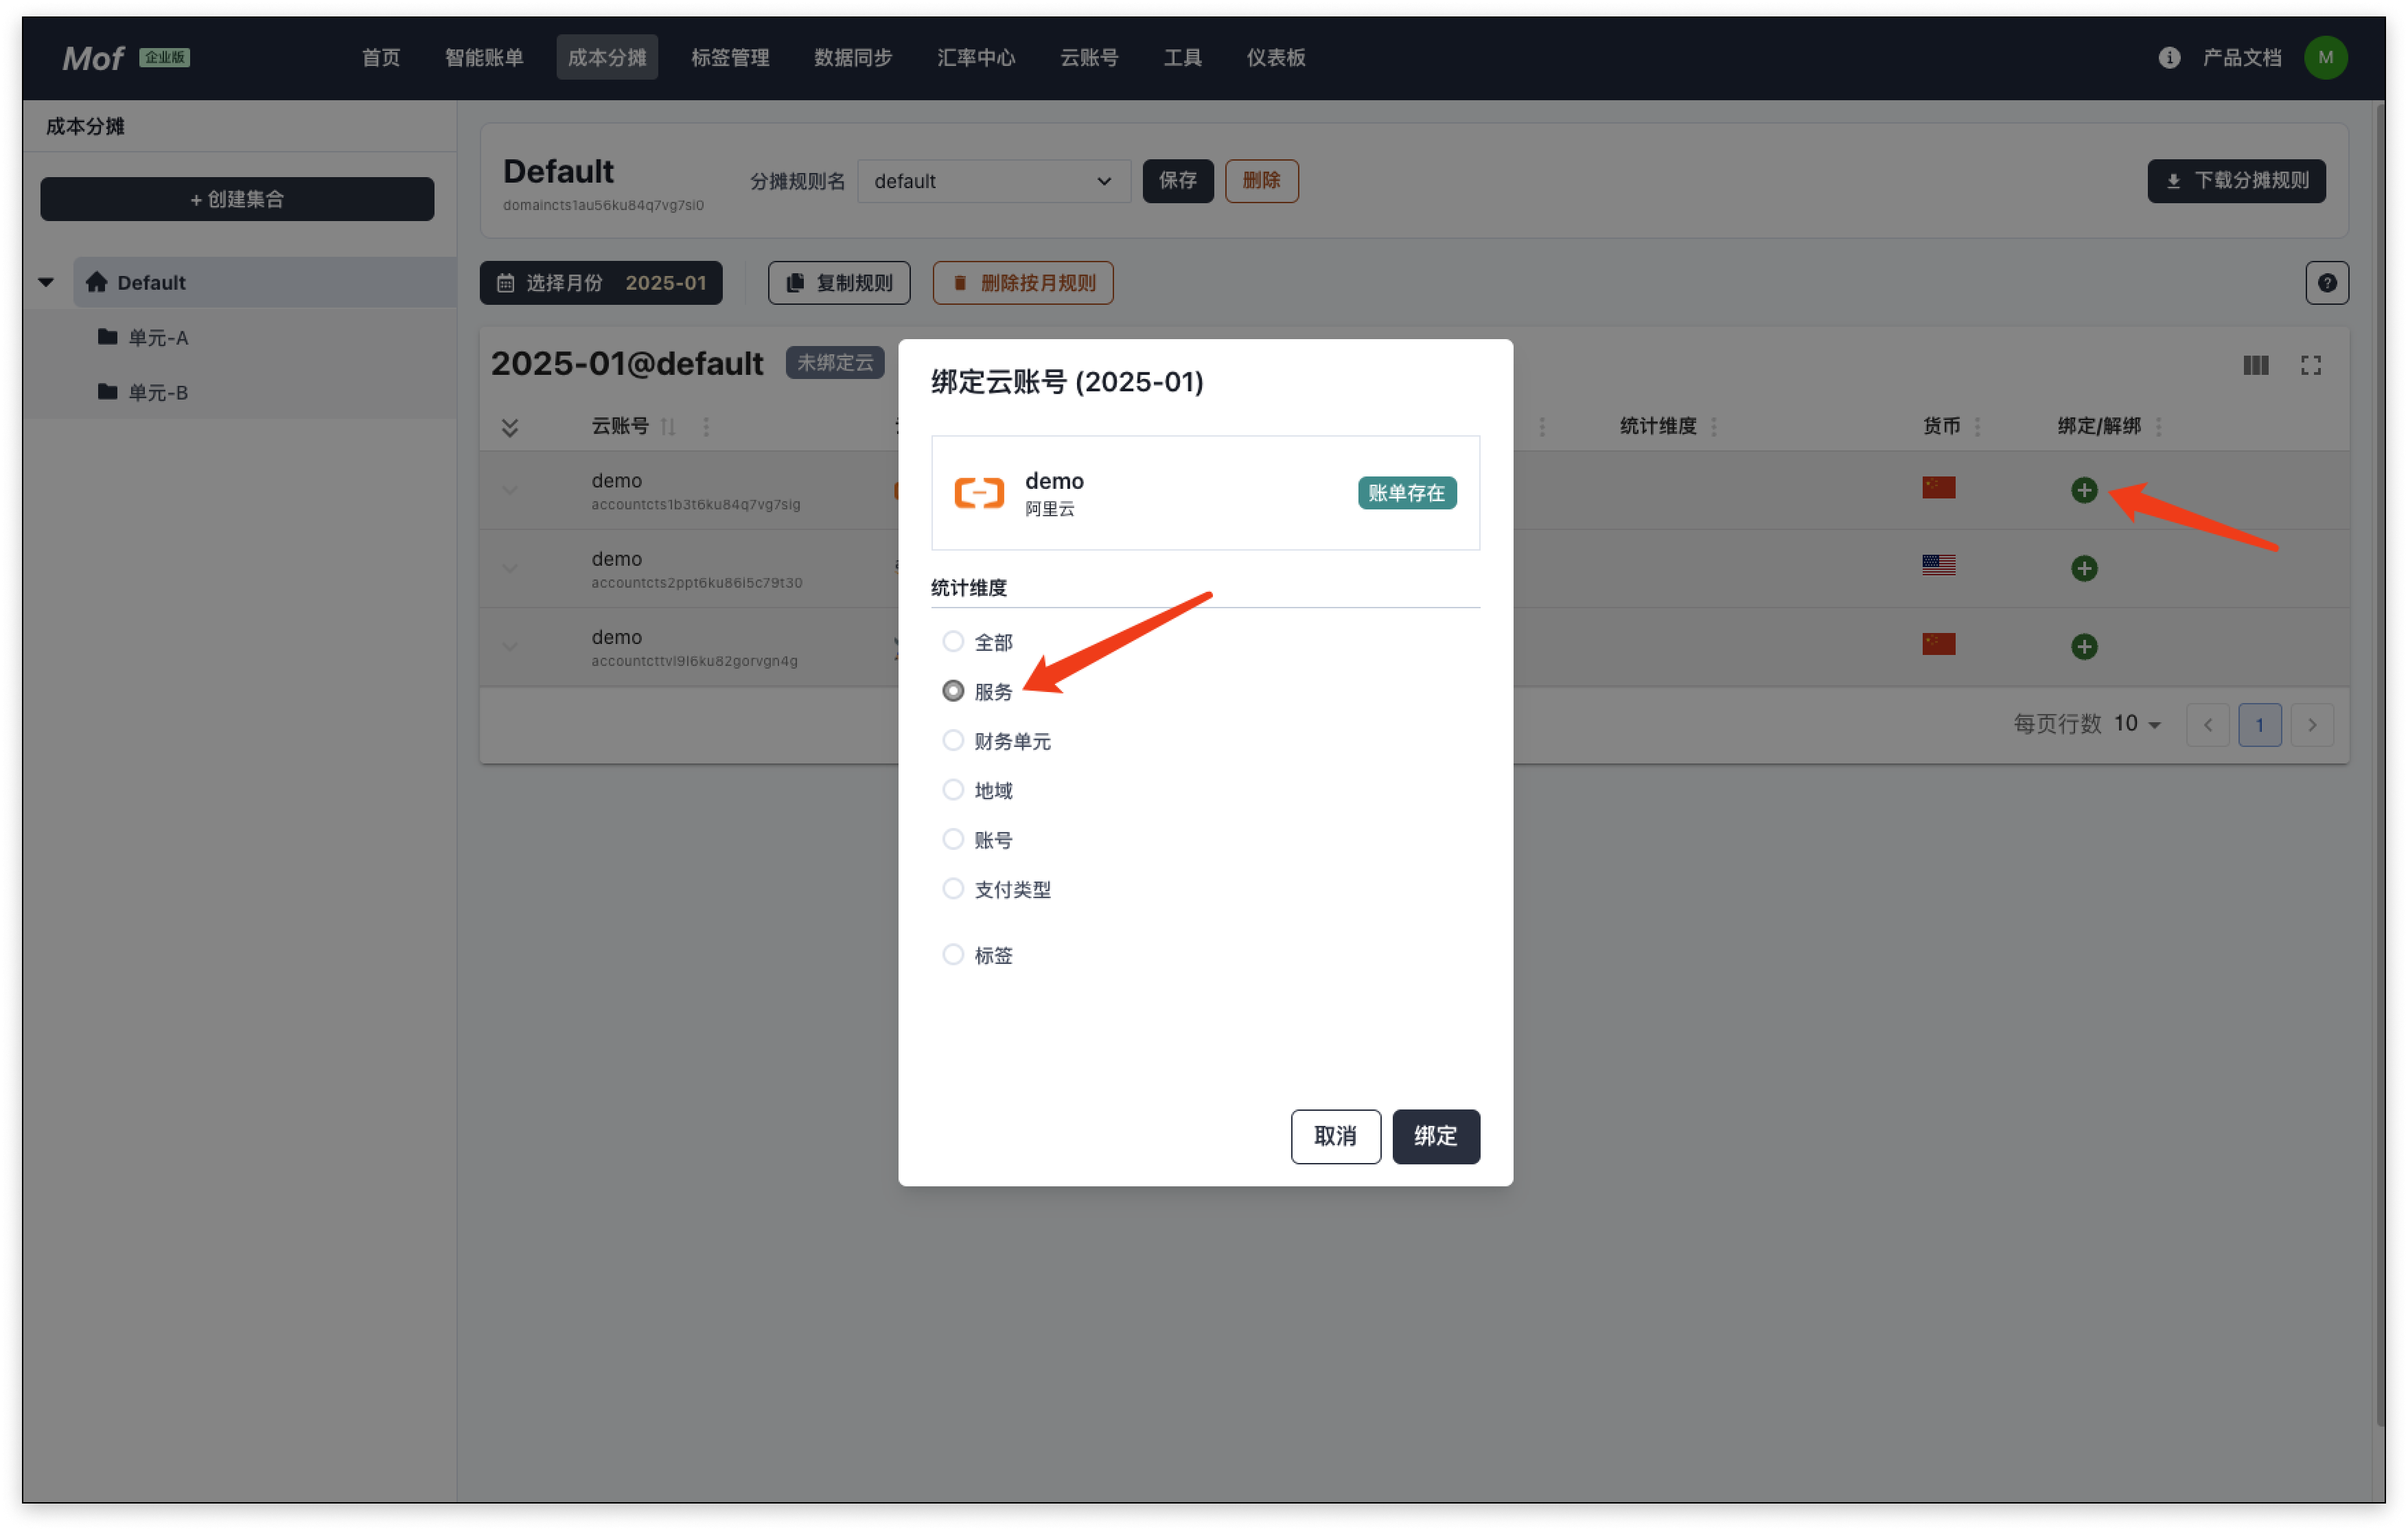 Mof 企业版 首页 智能账单 成本分摊 标签管理 数据同步 汇率中心 云账号 工具 仪表板 产品文档 M
成本分摊
+ 创建集合
Default
单元-A
单元-B
Default
domaincts1au56ku84q7vg7si0
分摊规则名 default 保存 删除 下载分摊规则
选择月份 2025-01 复制规则 删除按月规则
2025-01@default 未绑定云
云账号 统计维度 货币 绑定/解绑
demo
accountcts1b3t6ku84q7vg7sig
demo
accountcts2ppt6ku86i5c79t30
demo
accountcttvl9l6ku82gorvgn4g
每页行数 10 1
绑定云账号 (2025-01)
demo
阿里云
账单存在
统计维度
全部
服务
财务单元
地域
账号
支付类型
标签
取消 绑定